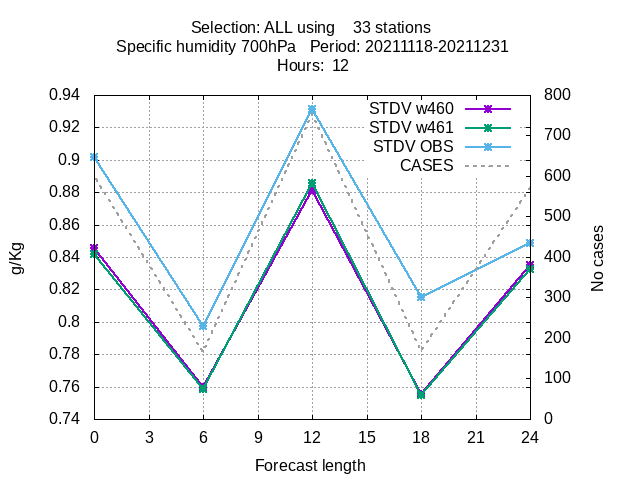 Selection: ALL using    33 stations
Specific humidity 700hPa   Period: 20211118-20211231
Hours:  12
0.94
0.92
0.9
0.88
0.86
0.84
0.82
0.8
0.78
0.76
0.74
g/Kg
STDV w460
STDV w461
STDV OBS
CASES
800
700
600
500
400
300
200
100
0
No cases
0 3 6 9 12 15 18 21 24
Forecast length